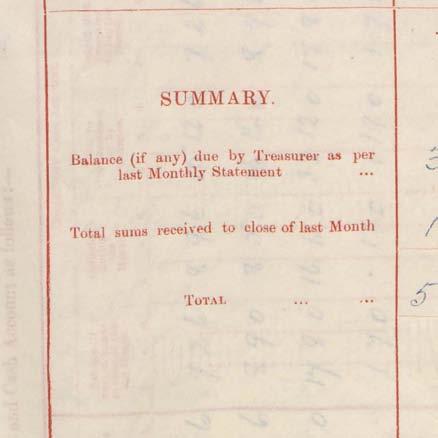 SUMMARY.
Balance (if any) due by Treasurer as per
last Monthly Statement ...
Total sums received to close of last Month
TOTAL ... ...
5